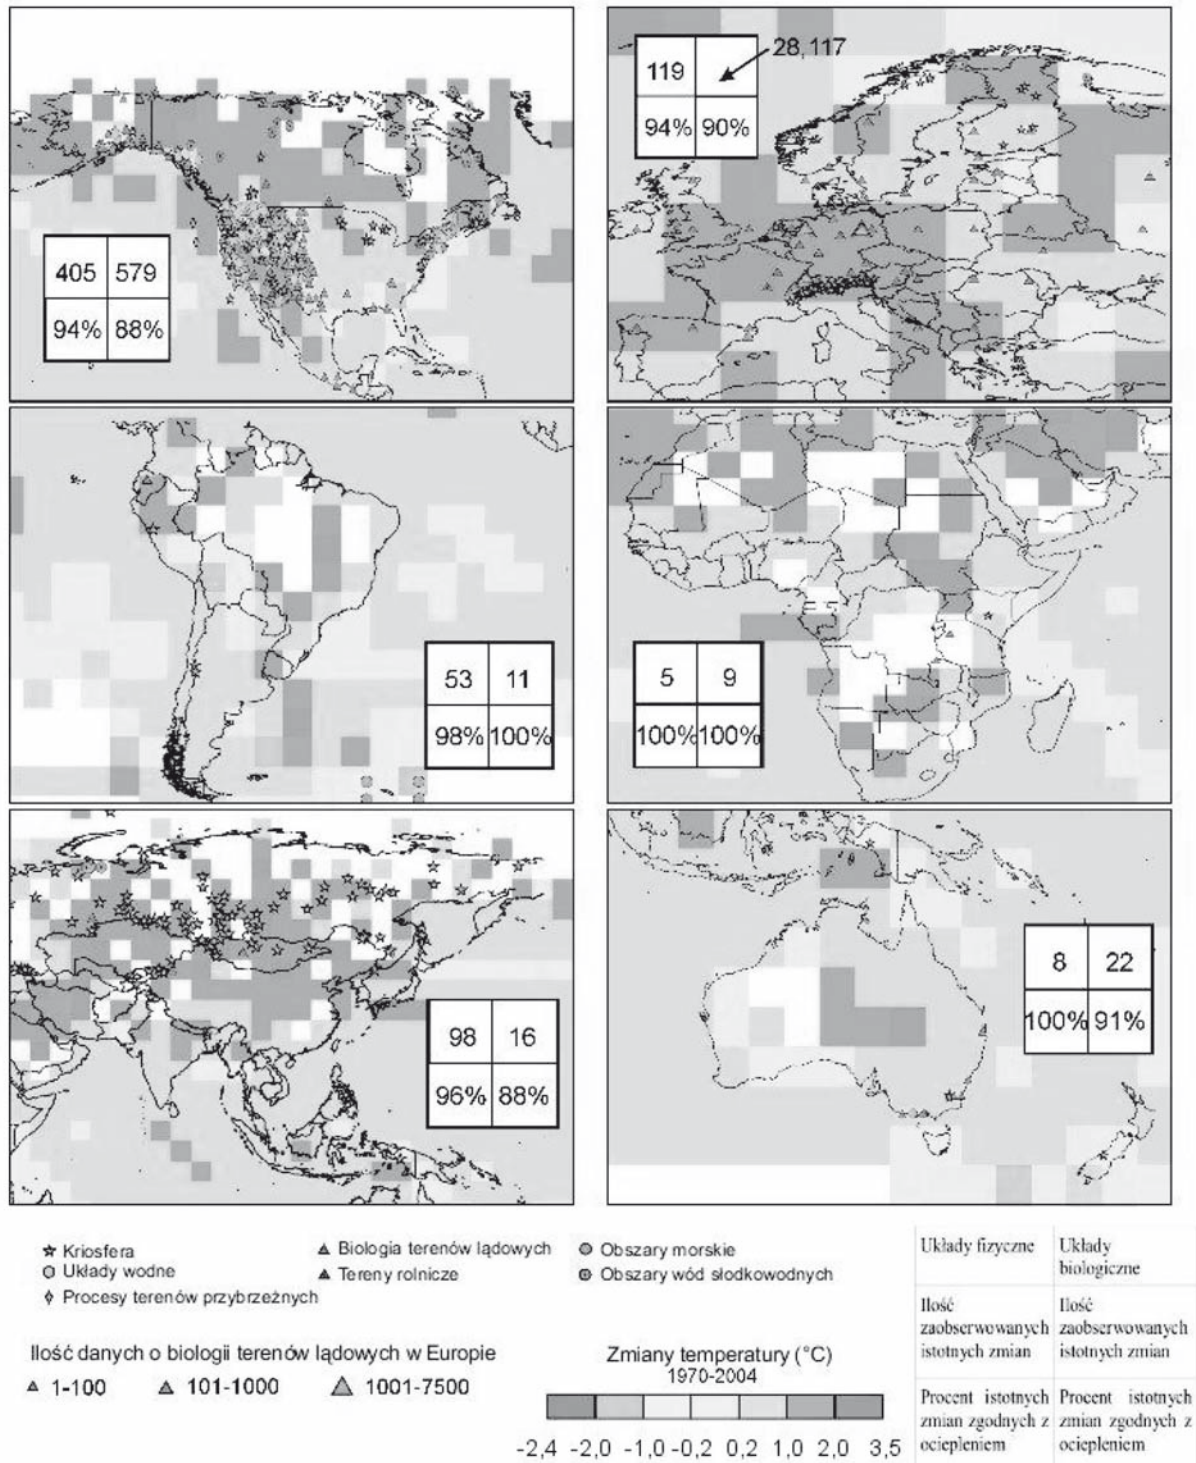 405 579
94% 88%
119
28,117
94% 90%
53 11
98% 100%
5 9
100% 100%
98 16
96% 88%
8 22
100% 91%
Kriosfera
Układy wodne
Procesy terenów przybrzeżnych
Biologia terenów lądowych
Tereny rolnicze
Obszary morskie
Obszary wód słodkowodnych
Ilość danych o biologii terenów lądowych w Europie
1-100 101-1000 1001-7500
Zmiany temperatury (°C)
1970-2004
-2,4 -2,0 -1,0 -0,2 0,2 1,0 2,0 3,5
Układy fizyczne
Układy
biologiczne
Ilość
zaobserwowanych
istotnych zmian
Ilość
zaobserwowanych
istotnych zmian
Procent istotnych
zmian zgodnych z
ociepleniem
Procent istotnych
zmian zgodnych z
ociepleniem